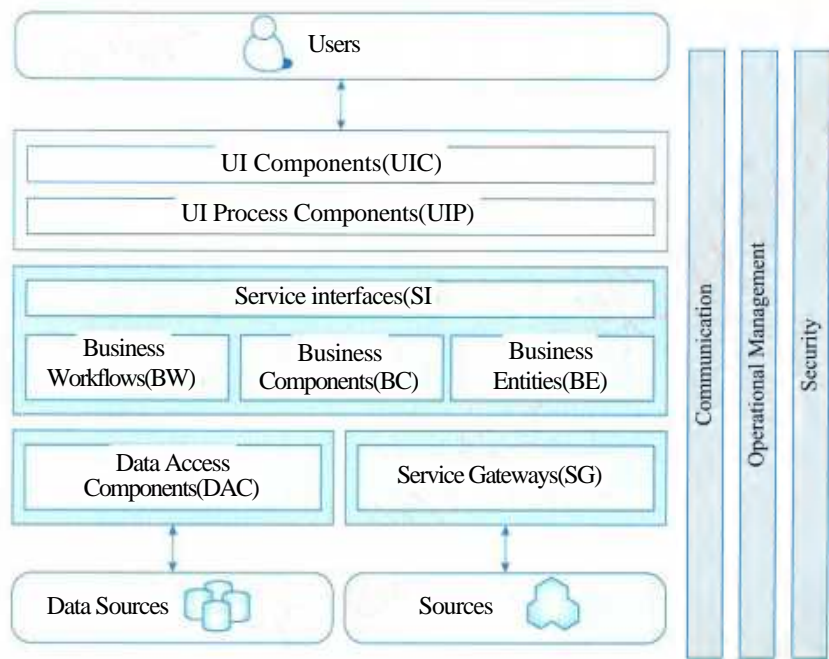 Users
UI Components(UIC)
UI Process Components(UIP)
Service interfaces(SI
Business
Workflows(BW)
Business
Components(BC)
Business
Entities(BE)
Data Access
Components(DAC)
Service Gateways(SG)
Data Sources
Sources
Communication
Operational Management
Security